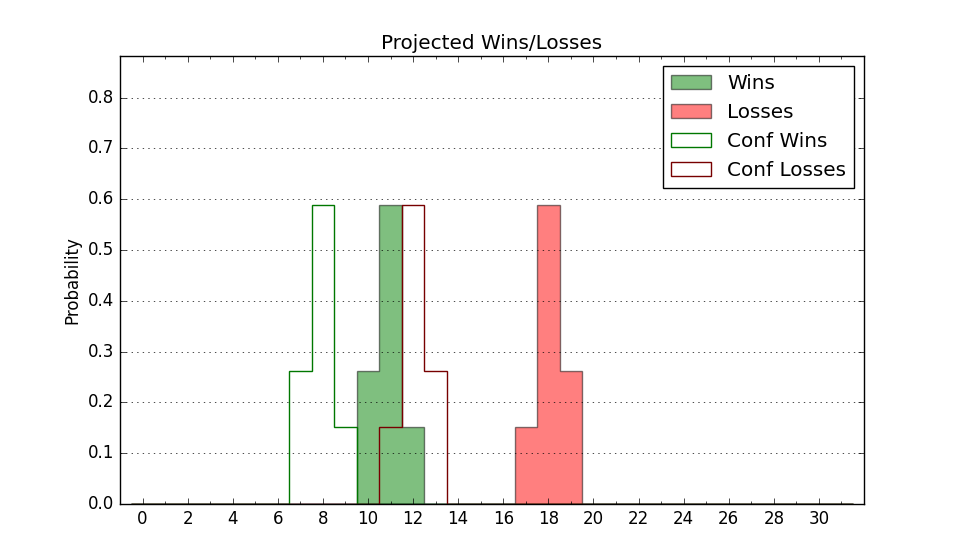 Projected Wins/Losses
Wins
Losses
Conf Wins
Conf Losses
Probability
0.8
0.7
0.6
0.5
0.4
0.3
0.2
0.1
0.0
0 2 4 6 8 10 12 14 16 18 20 22 24 26 28 30